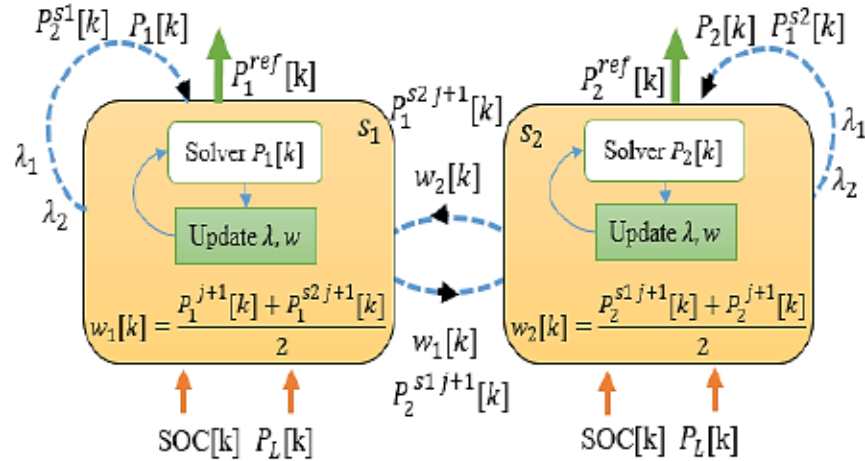 P_2^{s1}[k] P_1[k]
P_1^{ref}[k]
λ_1
λ_2
s_1
Solver P_1[k]
Update λ, w
w_1[k] = \frac{P_1^{j+1}[k] + P_1^{s2 j+1}[k]}{2}
SOC[k] P_L[k]
P_1^{s2 j+1}[k]
w_2[k]
w_1[k]
P_2^{s1 j+1}[k]
P_2[k] P_1^{s2}[k]
P_2^{ref}[k]
λ_1
λ_2
s_2
Solver P_2[k]
Update λ, w
w_2[k] = \frac{P_2^{s1 j+1}[k] + P_2^{j+1}[k]}{2}
SOC[k] P_L[k]